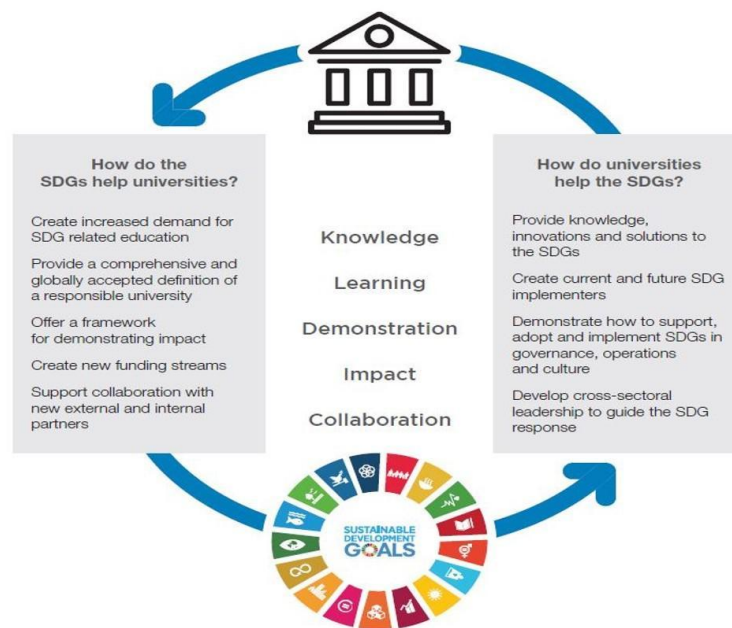 How do the
SDGs help universities?
Create increased demand for
SDG related education
Provide a comprehensive and
globally accepted definition of
a responsible university
Offer a framework
for demonstrating impact
Create new funding streams
Support collaboration with
new external and internal
partners
Knowledge
Learning
Demonstration
Impact
Collaboration
How do universities
help the SDGs?
Provide knowledge,
innovations and solutions to
the SDGs
Create current and future SDG
implementers
Demonstrate how to support,
adopt and implement SDGs in
governance, operations
and culture
Develop cross-sectoral
leadership to guide the SDG
response
SUSTAINABLE
DEVELOPMENT
GOALS